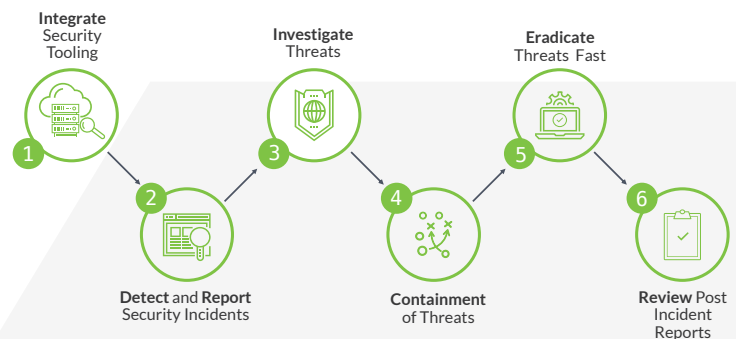 Integrate
Security
Tooling
1
2
Detect and Report
Security Incidents
Investigate
Threats
3
4
Containment
of Threats
Eradicate
Threats Fast
5
6
Review Post
Incident
Reports